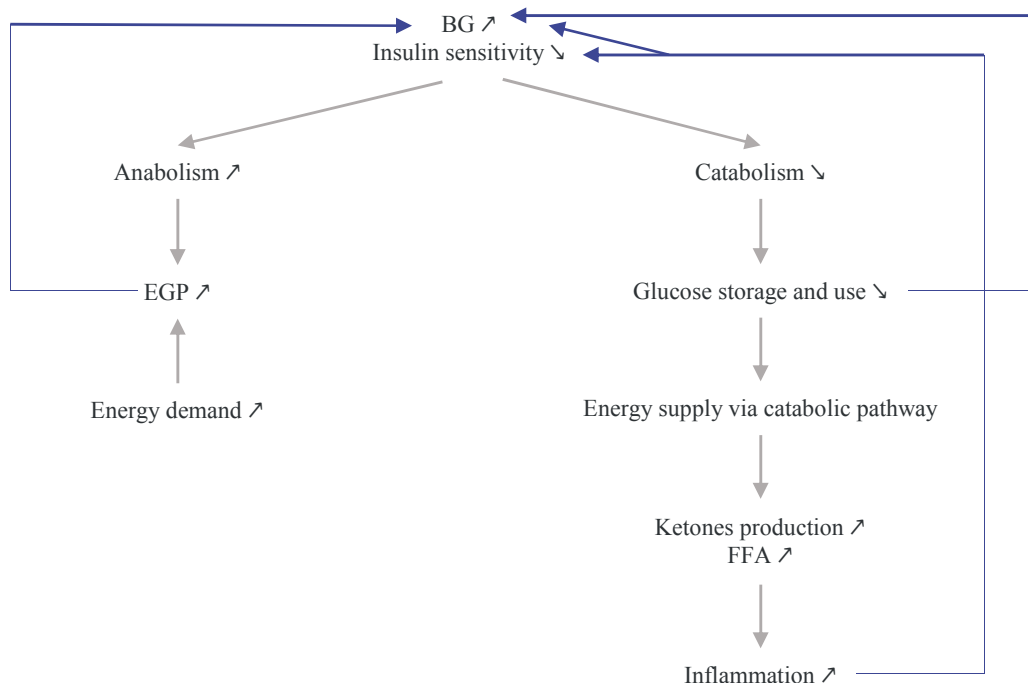 BG ↗
Insulin sensitivity ↘
Anabolism ↗
Catabolism ↘
EGP ↗
Glucose storage and use ↘
Energy demand ↗
Energy supply via catabolic pathway
Ketones production ↗
FFA ↗
Inflammation ↗